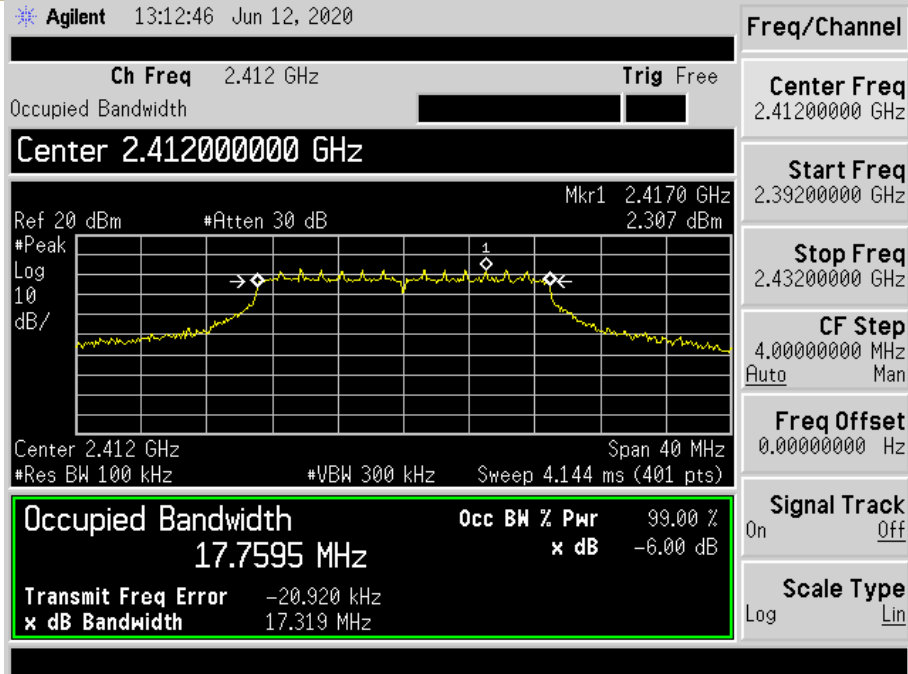 Agilent 13:12:46 Jun 12, 2020
Freq/Channel
Ch Freq 2.412 GHz Trig Free
Occupied Bandwidth
Center 2.412000000 GHz
Mkr1 2.4170 GHz
Ref 20 dBm #Atten 30 dB 2.307 dBm
#Peak
Log
10
dB/
1
Center 2.412 GHz Span 40 MHz
#Res BW 100 kHz #VBW 300 kHz Sweep 4.144 ms (401 pts)
Occupied Bandwidth Occ BW % Pwr 99.00 %
17.7595 MHz x dB -6.00 dB
Transmit Freq Error -20.920 kHz
x dB Bandwidth 17.319 MHz
Center Freq
2.41200000 GHz
Start Freq
2.39200000 GHz
Stop Freq
2.43200000 GHz
CF Step
4.00000000 MHz
Auto Man
Freq Offset
0.00000000 Hz
Signal Track
On Off
Scale Type
Log Lin